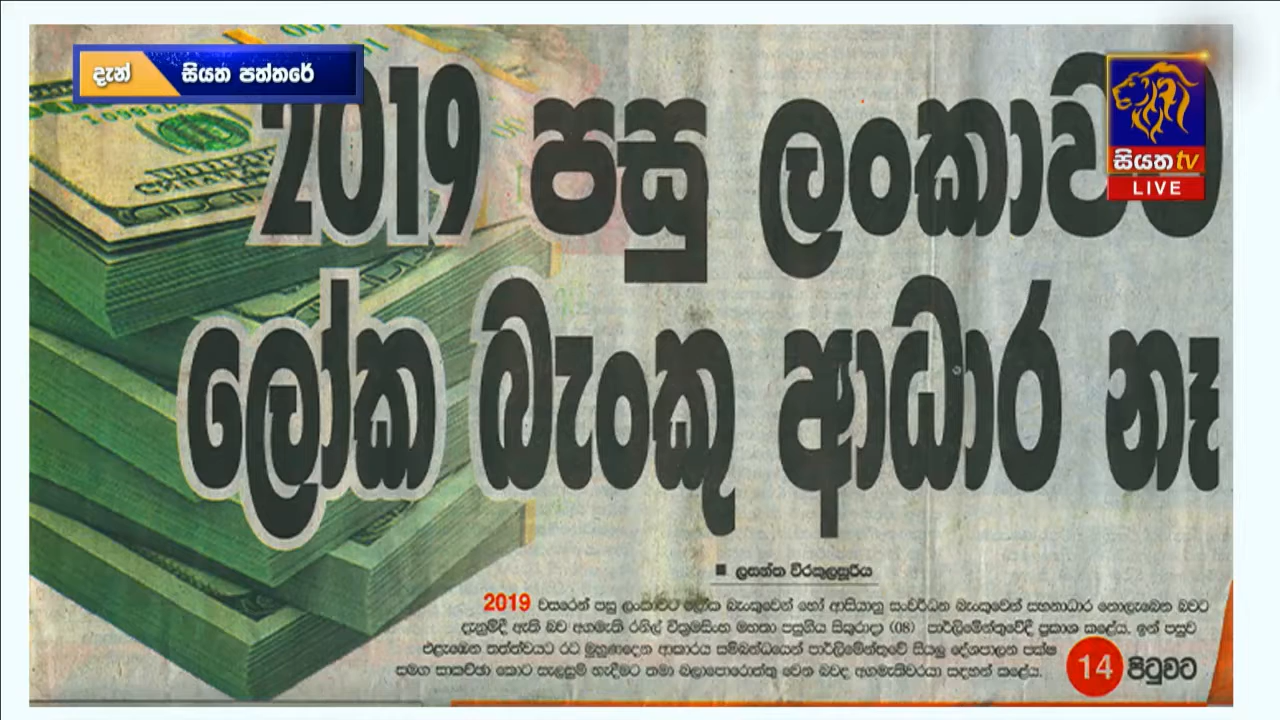 දැන් සියත පත්තරේ
සියත tv
LIVE
2019 පසු ලංකාවට
ලෝක බැංකු ආධාර නෑ
■ ලසන්ත වීරකුලසූරිය
2019 වසරෙන් පසු ලංකාවට ලෝක බැංකුවෙන් හෝ ආසියානු සංවර්ධන බැංකුවෙන් සහනාධාර නොලැබෙන බවට
දැනුම්දී ඇති බව අගමැති රනිල් වික්‍රමසිංහ මහතා පසුගිය සිකුරාදා (08) පාර්ලිමේන්තුවේදී ප්‍රකාශ කළේය. ඉන් පසුව
එළැඹෙන තත්ත්වයට රට මුහුණදෙන ආකාරය සම්බන්ධයෙන් පාර්ලිමේන්තුවේ සියලු දේශපාලන පක්ෂ
සමග සාකච්ඡා කොට සැලසුම් හැදීමට තමා බලාපොරොත්තු වෙන බවද අගමැතිවරයා සඳහන් කළේය.
14 පිටුවට